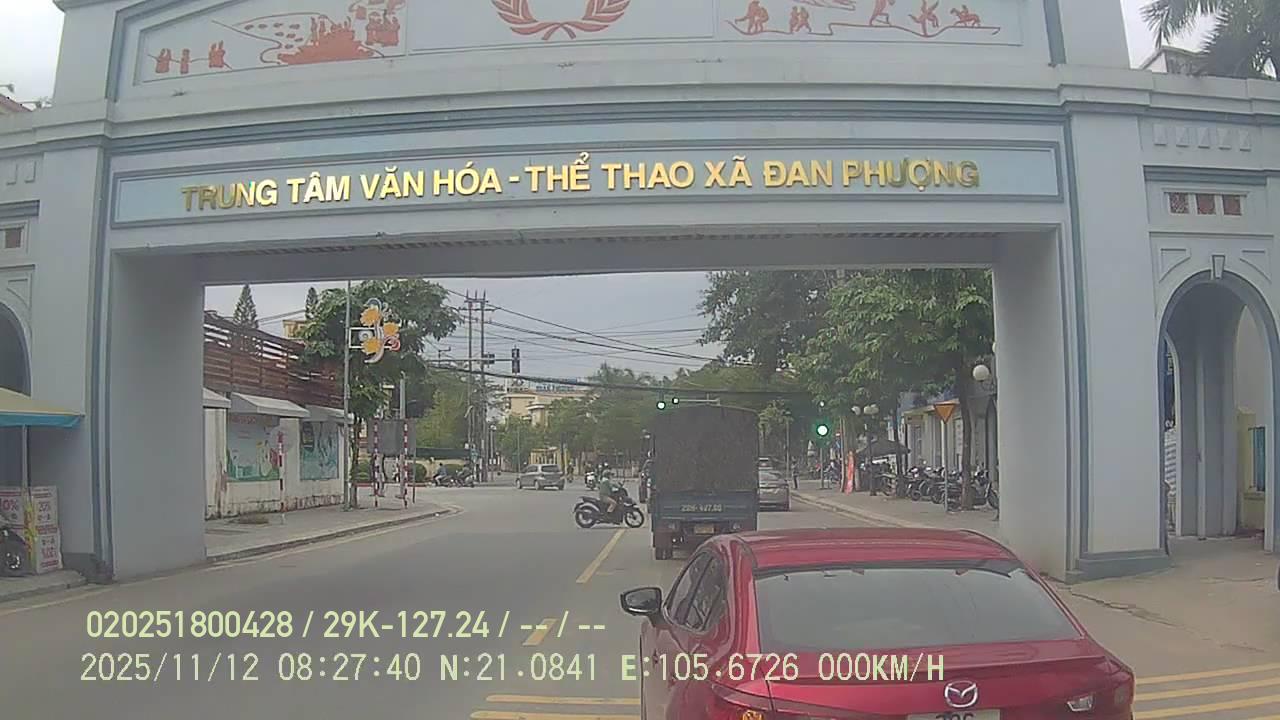 TRUNG TÂM VĂN HÓA - THỂ THAO XÃ ĐAN PHƯỢNG
020251800428 / 29K-127.24 / -- / --
2025/11/12 08:27:40 N:21.0841 E:105.6726 000KM/H